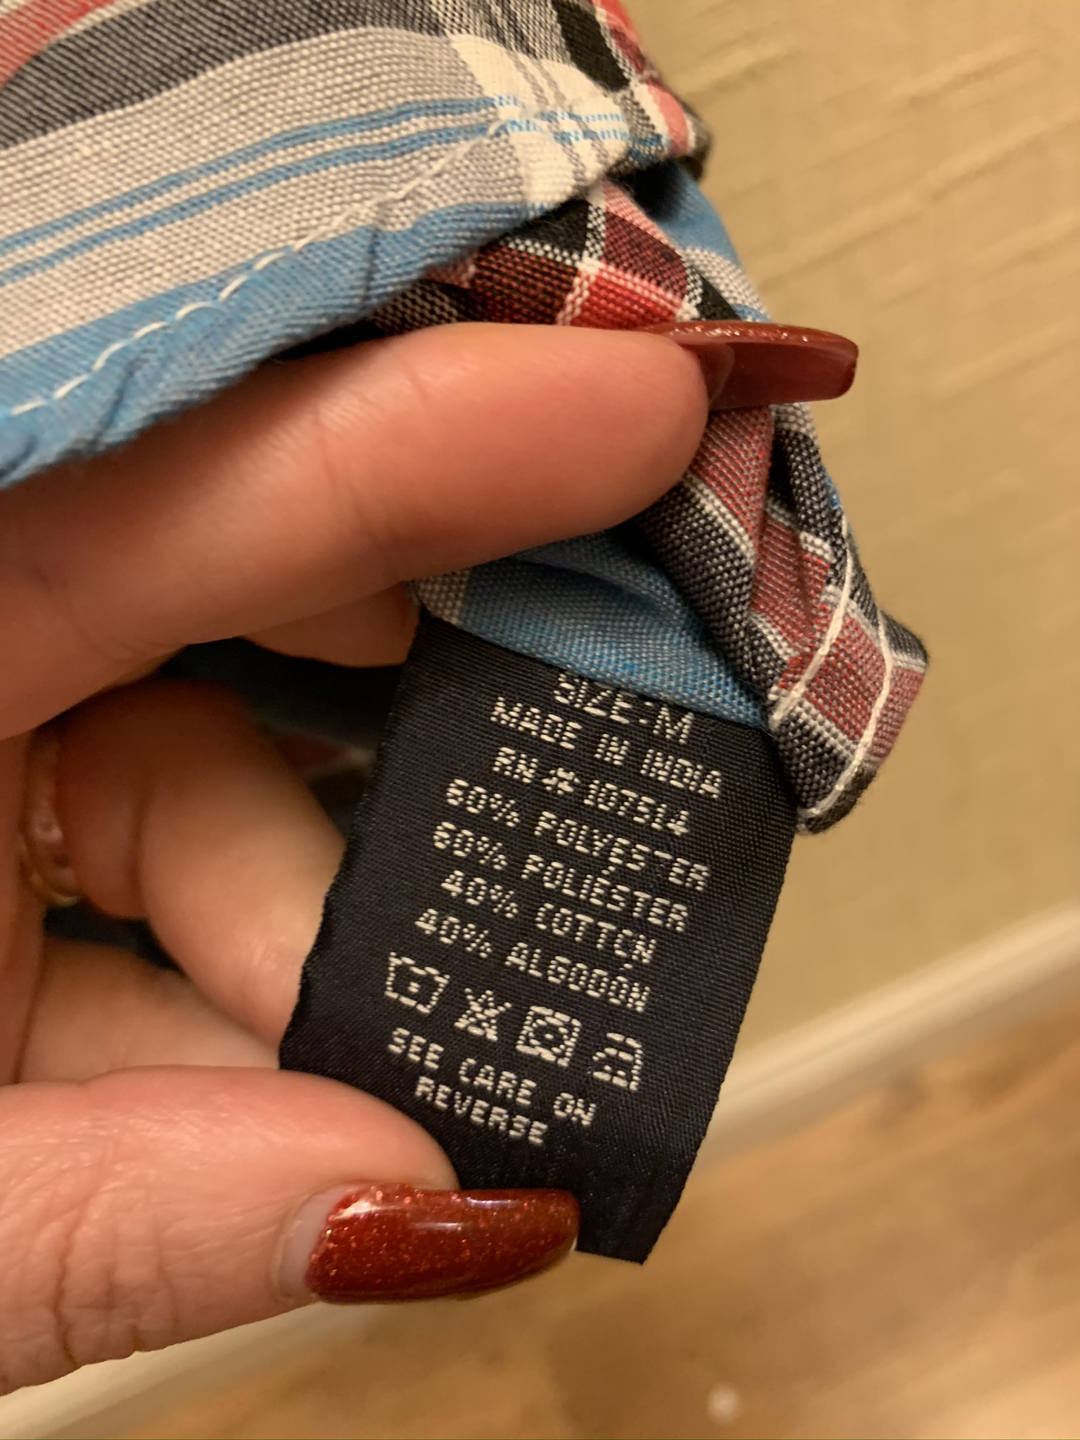 SIZE:M
MADE IN INDIA
RN # 107514
60% POLYESTER
60% POLIÉSTER
40% COTTON
40% ALGODÓN
SEE CARE ON
REVERSE